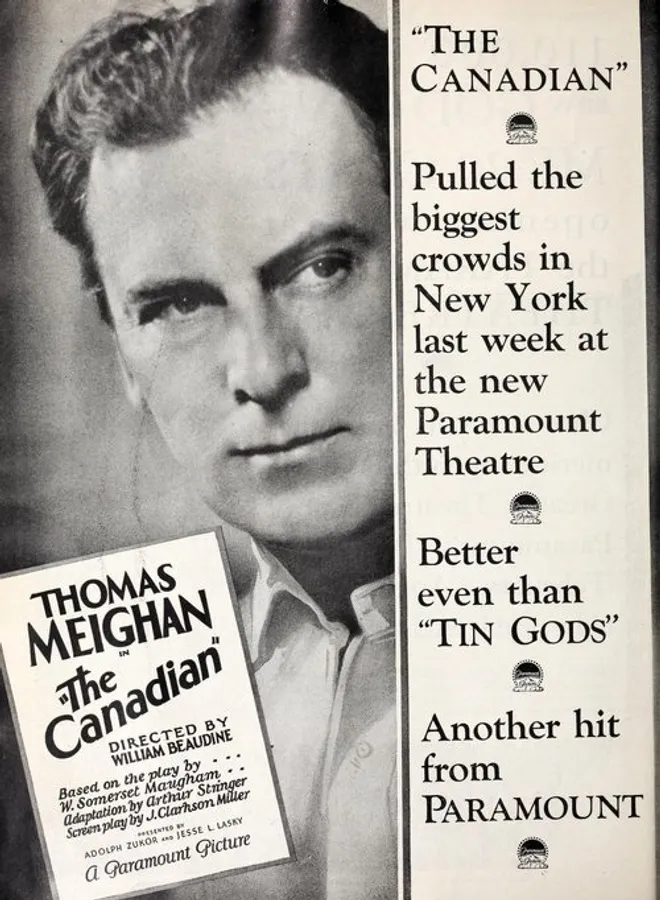 "THE
CANADIAN"
Pulled the
biggest
crowds in
New York
last week at
the new
Paramount
Theatre
Better
even than
"TIN GODS"
Another hit
from
PARAMOUNT
THOMAS
MEIGHAN
IN
"The
Canadian"
DIRECTED BY
WILLIAM BEAUDINE
Based on the play by . . .
W. Somerset Maugham . .
Adaptation by Arthur Stringer
Screen play by J. Clarkson Miller
PRESENTED BY
ADOLPH ZUKOR AND JESSE L. LASKY
A Paramount Picture